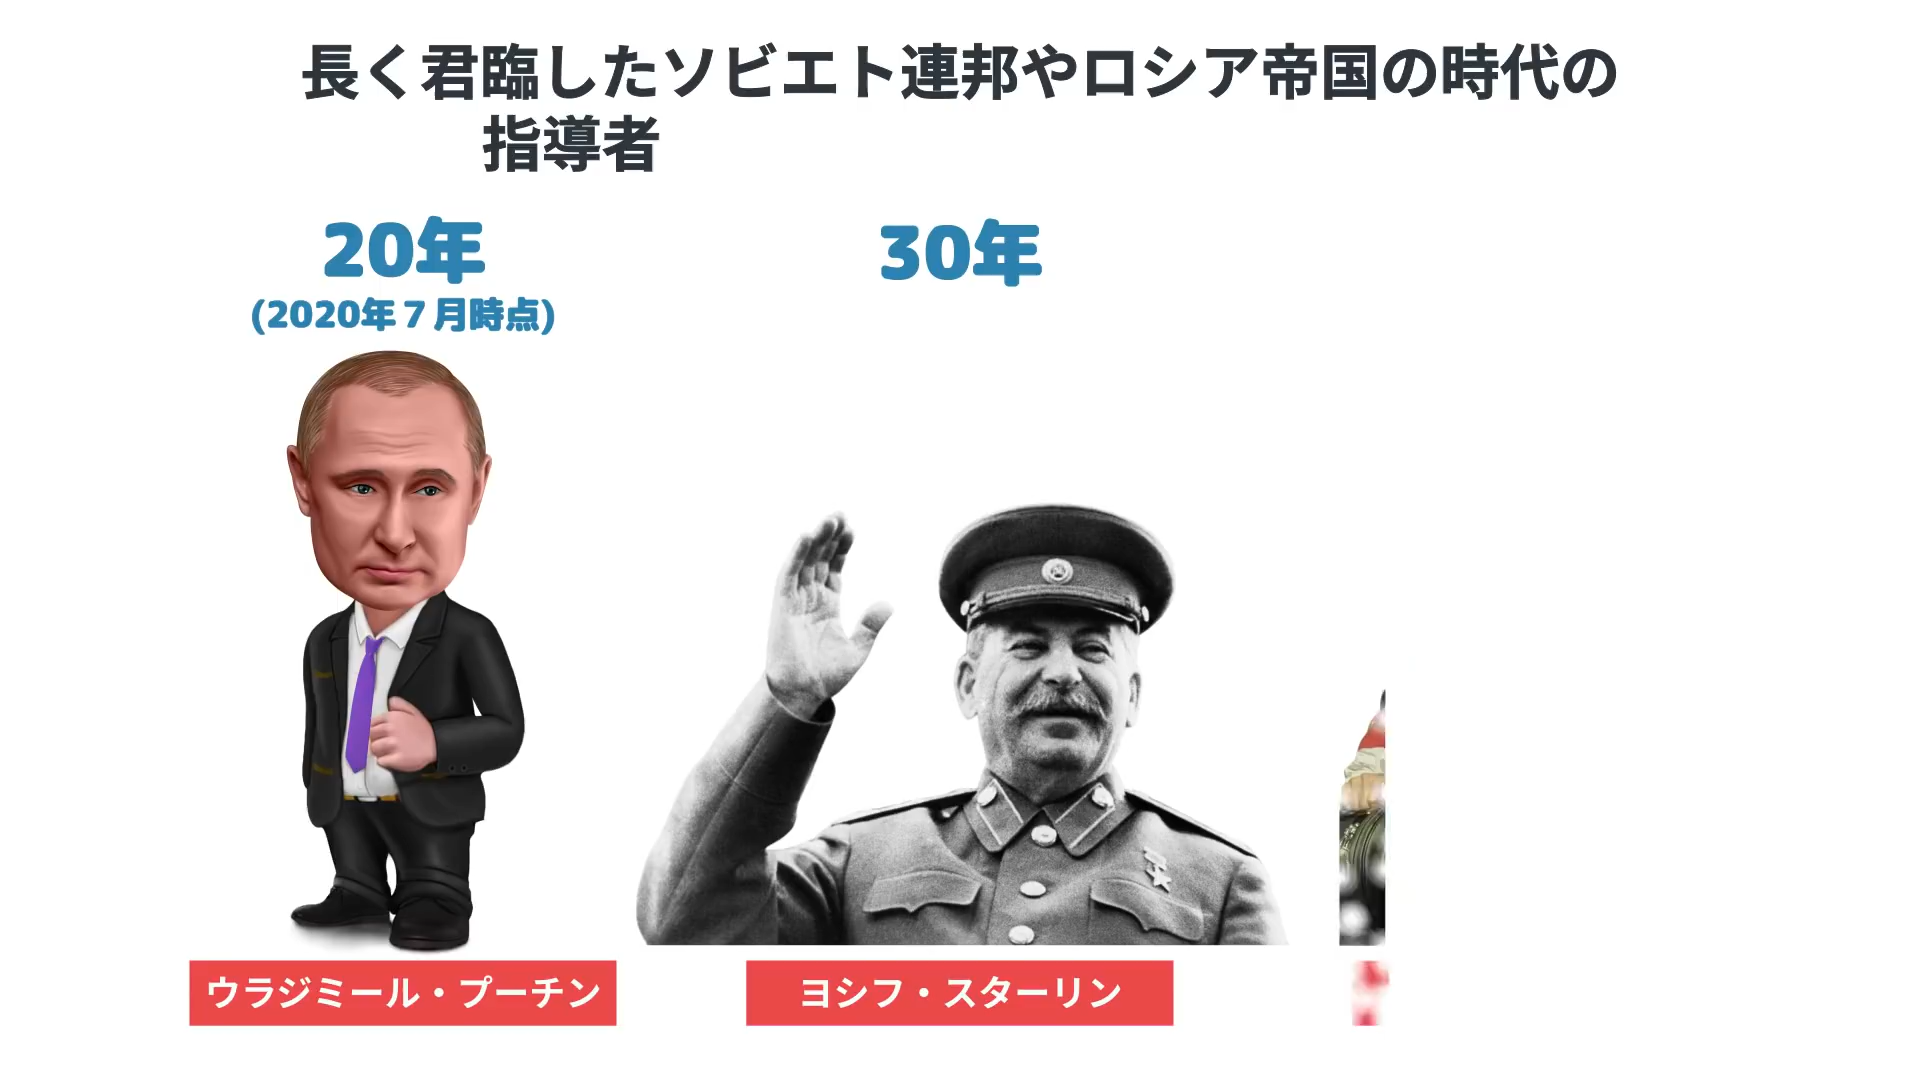 長く君臨したソビエト連邦やロシア帝国の時代の
指導者
20年
(2020年７月時点)
30年
ウラジミール・プーチン
ヨシフ・スターリン